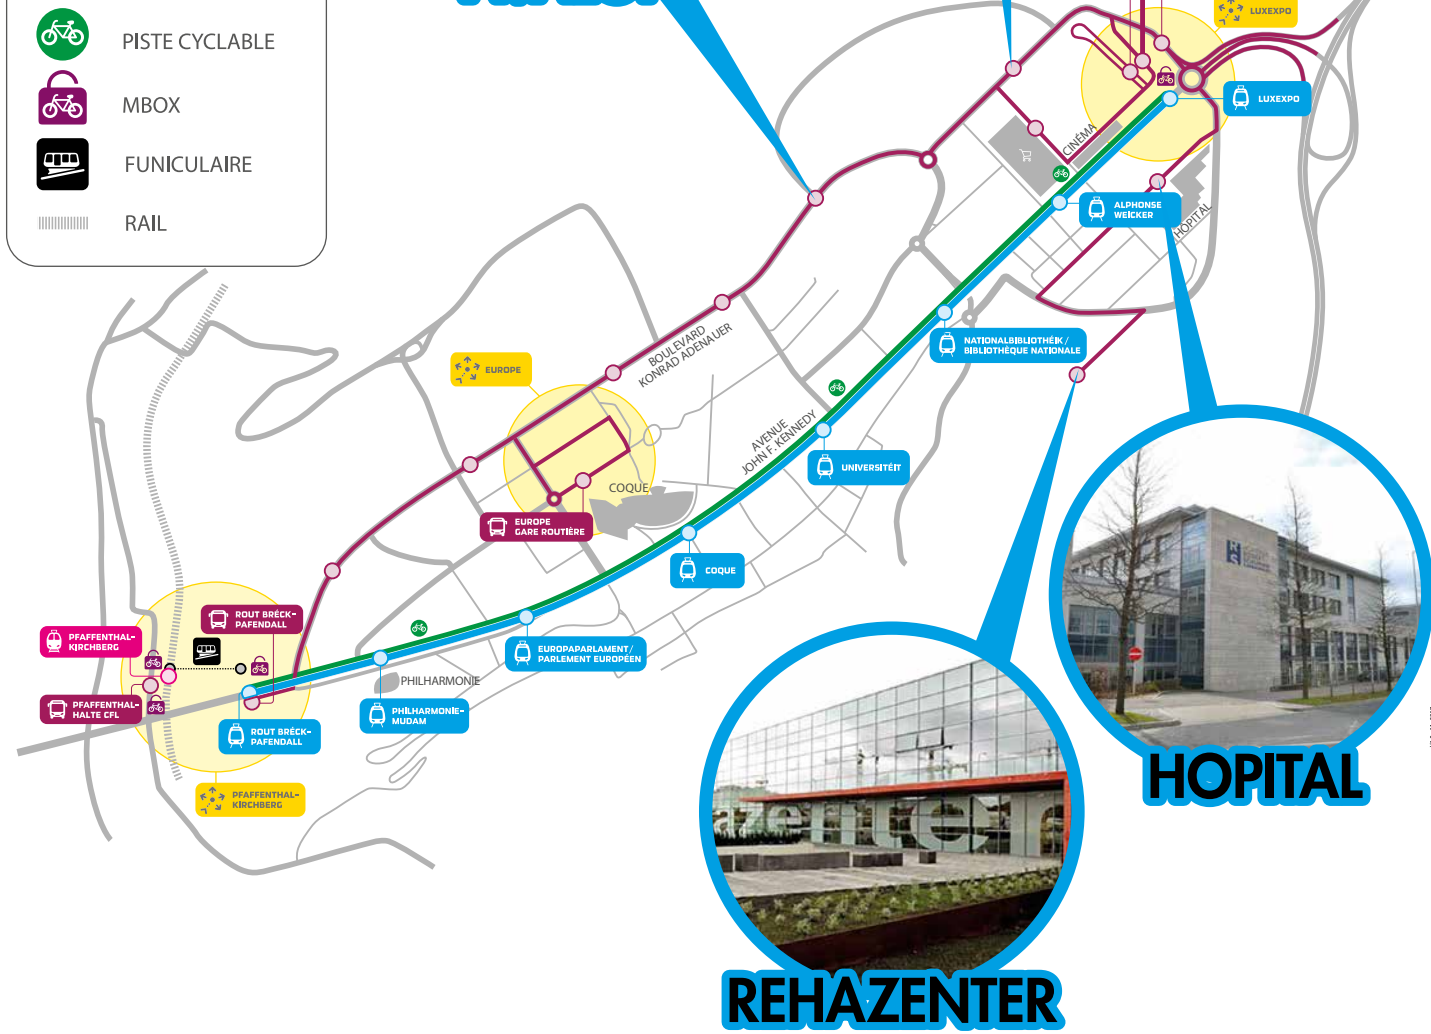 PISTE CYCLABLE
MBOX
FUNICULAIRE
RAIL
LUXEXPO
LUXEXPO
CINÉMA
ALPHONSE
WEICKER
HOPITAL
NATIONALBIBLIOTHÉIK/
BIBLIOTHÈQUE NATIONALE
BOULEVARD
KONRAD ADENAUER
EUROPE
AVENUE
JOHN F. KENNEDY
UNIVERSITÉIT
COQUE
EUROPE
GARE ROUTIÈRE
COQUE
ROUT BRÉCK-
PAFENDALL
PFAFFENTHAL-
KIRCHBERG
EUROPAPARLAMENT/
PARLEMENT EUROPÉEN
PHILHARMONIE
PFAFFENTHAL-
HALTE CFL
PHILHARMONIE-
MUDAM
ROUT BRÉCK-
PAFENDALL
PFAFFENTHAL-
KIRCHBERG
HOPITAL
azenter
REHAZENTER